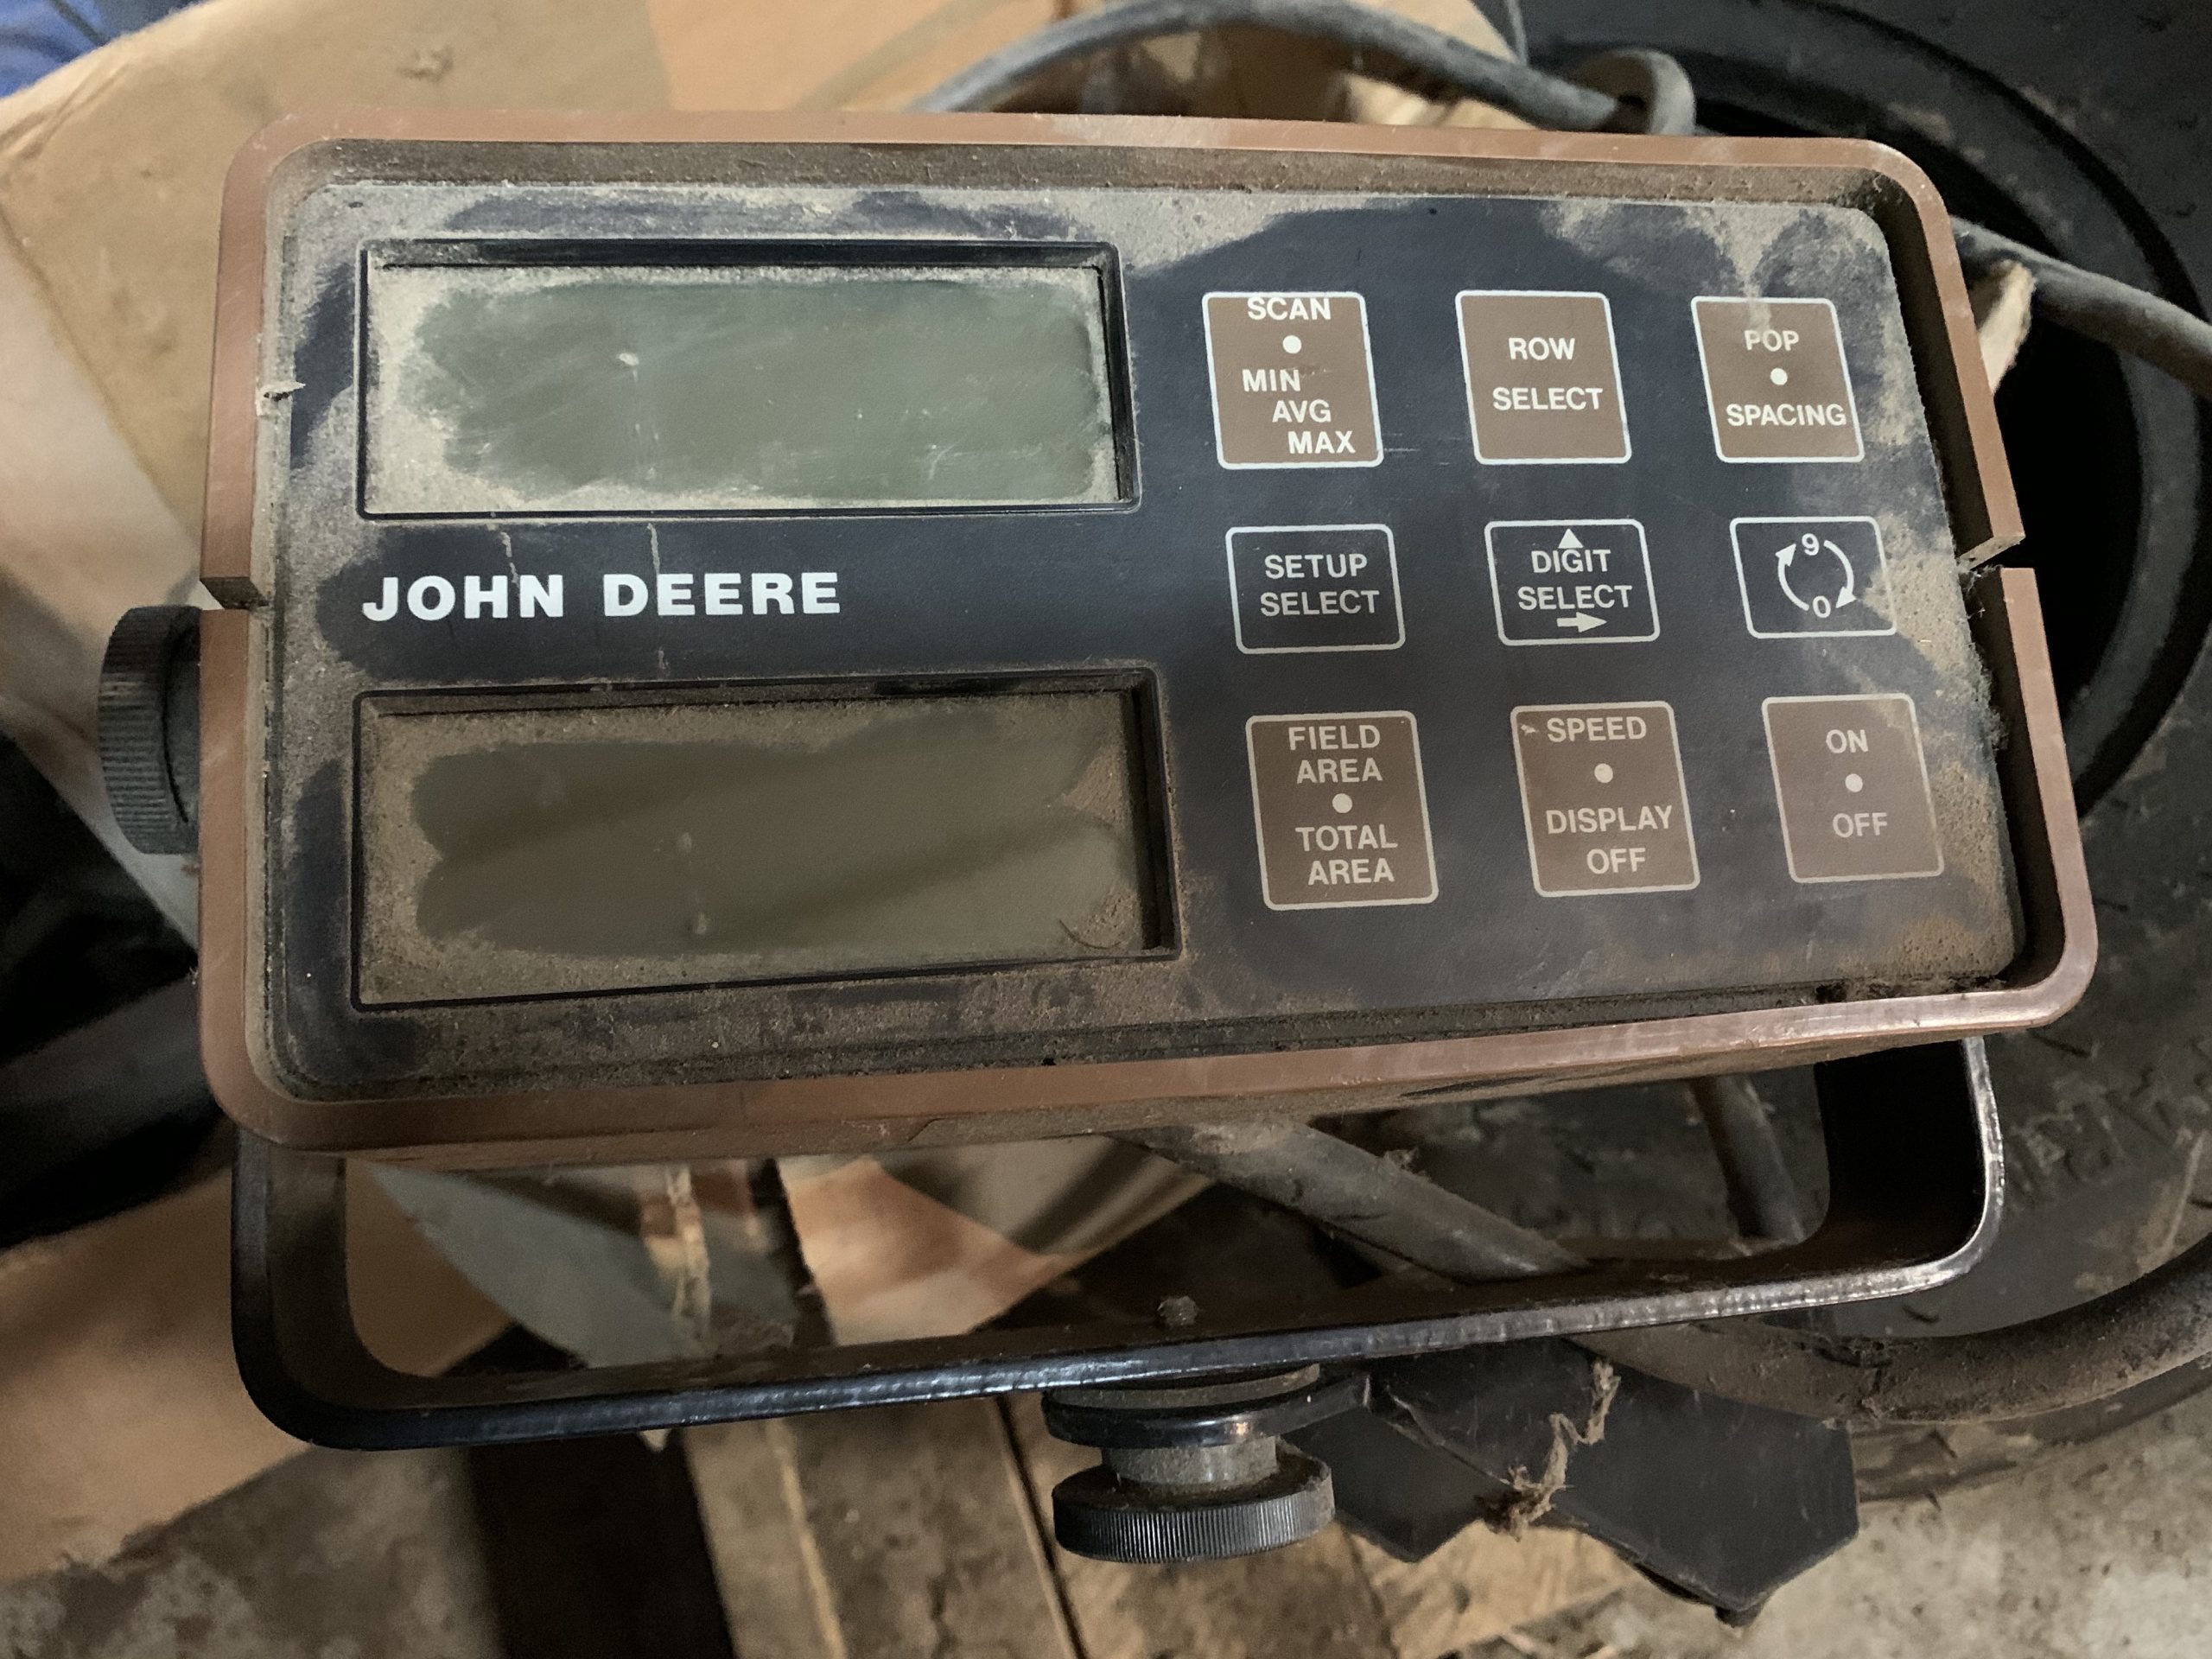 SCAN
MIN
AVG
MAX
ROW
SELECT
POP
SPACING
JOHN DEERE
SETUP
SELECT
DIGIT
SELECT
9
0
FIELD
AREA
TOTAL
AREA
SPEED
DISPLAY
OFF
ON
OFF